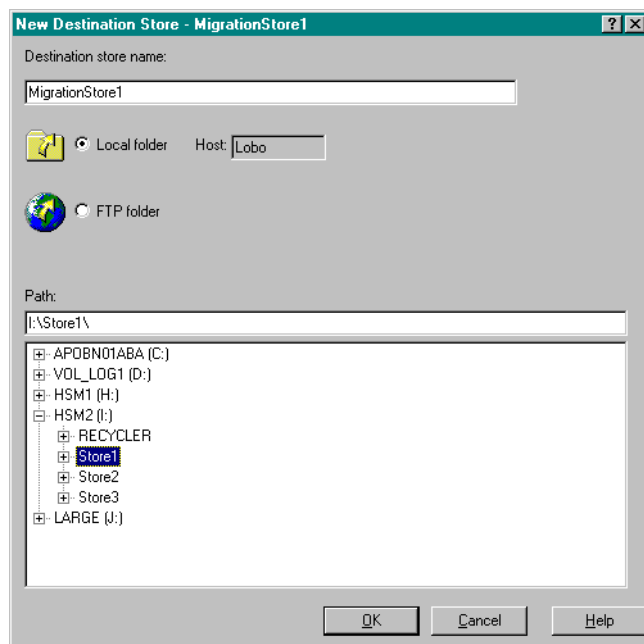 New Destination Store - MigrationStore1
Destination store name:
MigrationStore1
Local folder Host: Lobo
FTP folder
Path:
I:\Store1\
APOBN01ABA (C:)
VOL_LOG1 (D:)
HSM1 (H:)
HSM2 (I:)
RECYCLER
Store1
Store2
Store3
LARGE (J:)
OK Cancel Help